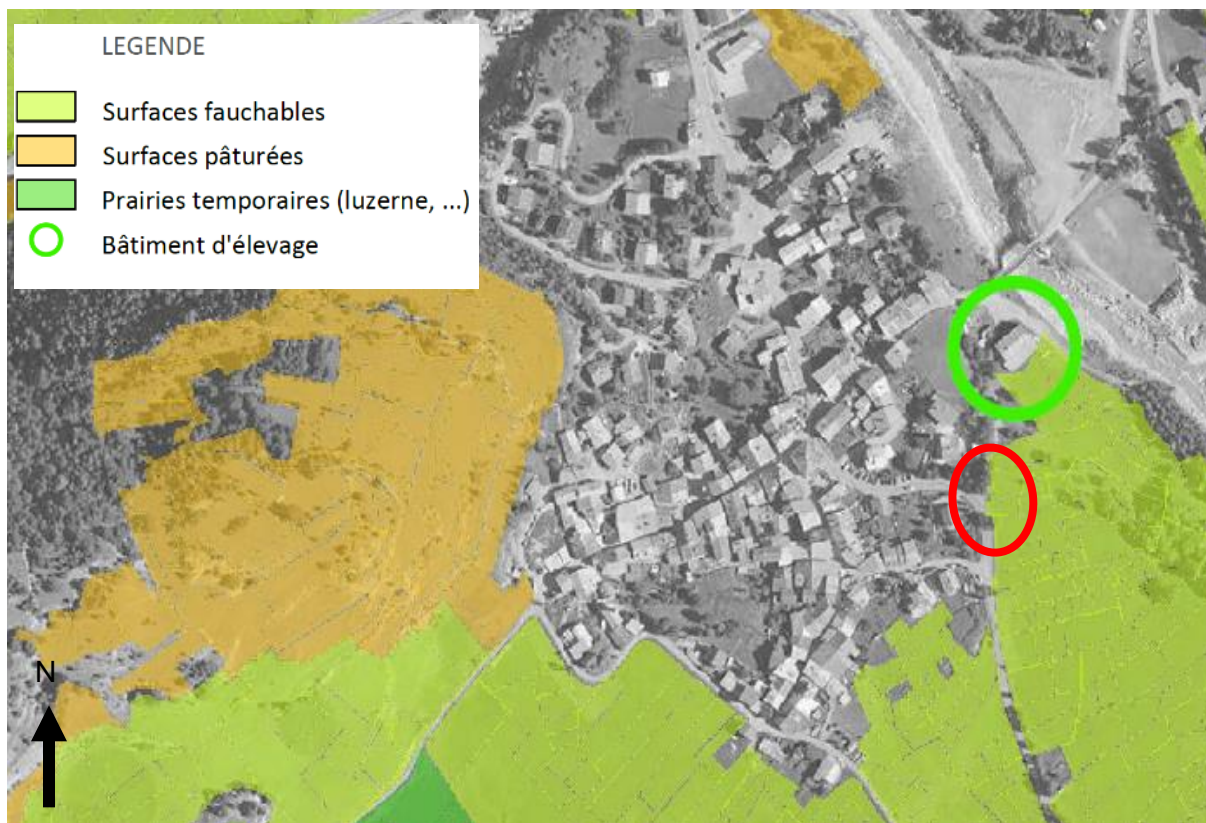 LEGENDE
Surfaces fauchables
Surfaces pâturées
Prairies temporaires (luzerne, ...)
Bâtiment d'élevage
N